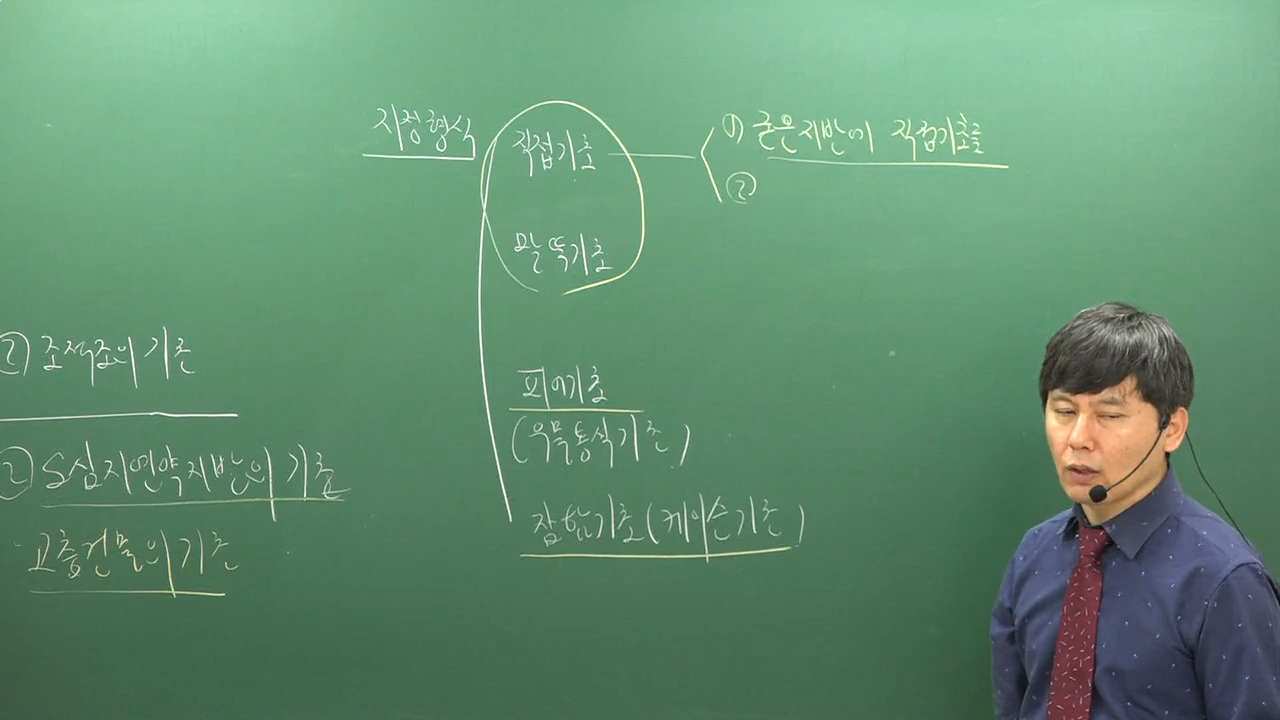 지정형식
직접기초
말뚝기초
피어기초
(우물통식기초)
잠함기초(케이슨기초)
① 굳은지반에 직접기초를
②
② 조적조의 기초
② 도심지연약지반의 기초
고층건물의 기초